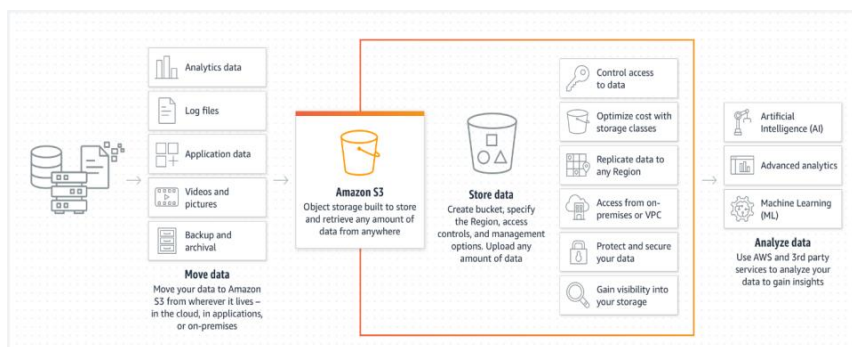 Analytics data
Log files
Application data
Videos and
pictures
Backup and
archival
Move data
Move your data to Amazon
S3 from wherever it lives –
in the cloud, in applications,
or on-premises
Amazon S3
Object storage built to store
and retrieve any amount of
data from anywhere
Store data
Create bucket, specify
the Region, access
controls, and management
options. Upload any
amount of data
Control access
to data
Optimize cost with
storage classes
Replicate data to
any Region
Access from on-
premises or VPC
Protect and secure
your data
Gain visibility into
your storage
Artificial
Intelligence (AI)
Advanced analytics
Machine Learning
(ML)
Analyze data
Use AWS and 3rd party
services to analyze your
data to gain insights